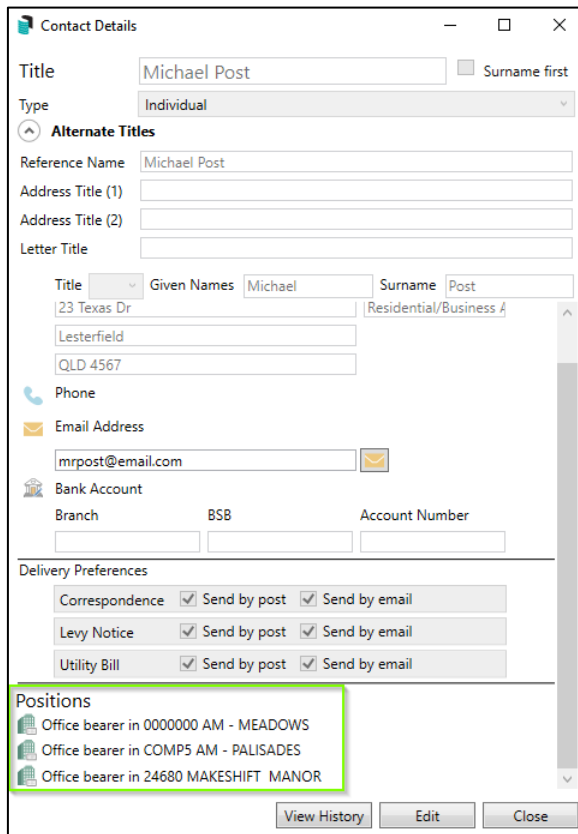 Contact Details
Title Michael Post Surname first
Type Individual
Alternate Titles
Reference Name Michael Post
Address Title (1)
Address Title (2)
Letter Title
Title Given Names Michael Surname Post
23 Texas Dr Residential/Business A
Lesterfield
QLD 4567
Phone
Email Address
mrpost@email.com
Bank Account
Branch BSB Account Number
Delivery Preferences
Correspondence Send by post Send by email
Levy Notice Send by post Send by email
Utility Bill Send by post Send by email
Positions
Office bearer in 0000000 AM - MEADOWS
Office bearer in COMP5 AM - PALISADES
Office bearer in 24680 MAKESHIFT MANOR
View History Edit Close